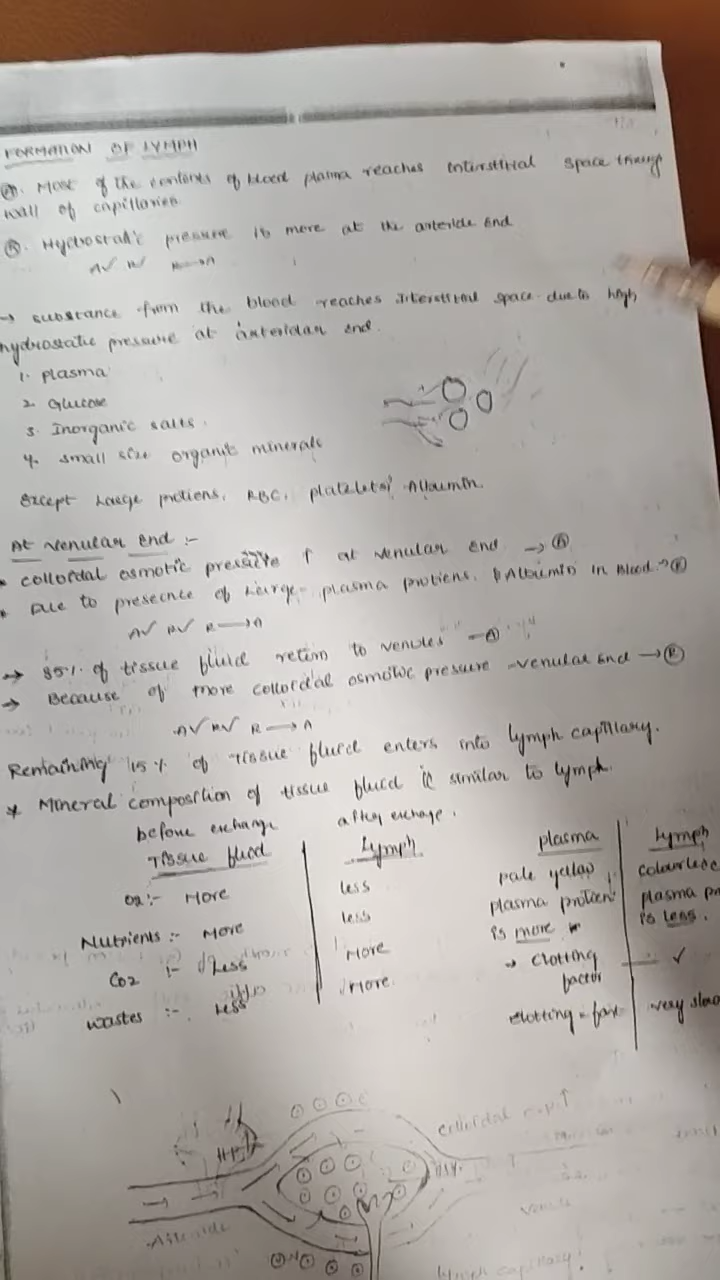 FORMATION OF LYMPH
(A). Most of the contents of blood plasma reaches interstitial space through
wall of capillaries
(R). Hydrostatic pressure is more at the arteriole end
A✓ R✓ R→A
→ substance from the blood reaches interstitial space due to high
hydrostatic pressure at arteriolar end.
1. plasma
2. Glucose
3. Inorganic salts.
4. small size organic minerals
Except Large protiens, RBC, platelets, Albumin.
At venular end :-
• colloidal osmotic pressure ↑ at venular end → (A)
• Due to presecnce of Large plasma protiens, & Albumin in Blood → (R)
A✓ R✓ R→A
→ 85% of tissue fluid return to venules - (A)
→ Because of more colloidal osmotic pressure venular end → (R)
A✓ R✓ R→A
Remaining 15% of tissue fluid enters into lymph capillary.
* Mineral composition of tissue fluid is similar to lymph.
before exchange after exchage.
Tissue fluid Lymph plasma Lymph
O2:- More less pale yellow colourless
Nutrients :- More less plasma protien is more plasma is less.
CO2 :- Less More → clotting factor ✓
wastes :- Less More. clotting = fast very slow
colloidal ↑
H.P
lymph capillary